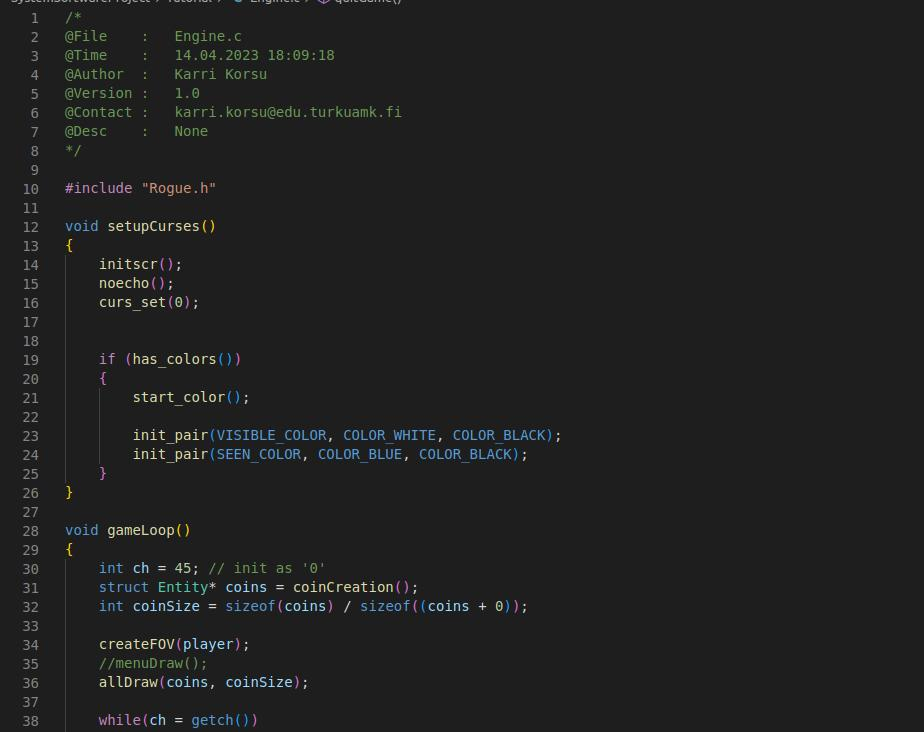 SystemSoftwareProject > Tutorial > Engine.c > quitGame()
1 /*
2 @File    :   Engine.c
3 @Time    :   14.04.2023 18:09:18
4 @Author  :   Karri Korsu
5 @Version :   1.0
6 @Contact :   karri.korsu@edu.turkuamk.fi
7 @Desc    :   None
8 */
9
10 #include "Rogue.h"
11
12 void setupCurses()
13 {
14     initscr();
15     noecho();
16     curs_set(0);
17
18
19     if (has_colors())
20     {
21         start_color();
22
23         init_pair(VISIBLE_COLOR, COLOR_WHITE, COLOR_BLACK);
24         init_pair(SEEN_COLOR, COLOR_BLUE, COLOR_BLACK);
25     }
26 }
27
28 void gameLoop()
29 {
30     int ch = 45; // init as '0'
31     struct Entity* coins = coinCreation();
32     int coinSize = sizeof(coins) / sizeof((coins + 0));
33
34     createFOV(player);
35     //menuDraw();
36     allDraw(coins, coinSize);
37
38     while(ch = getch())